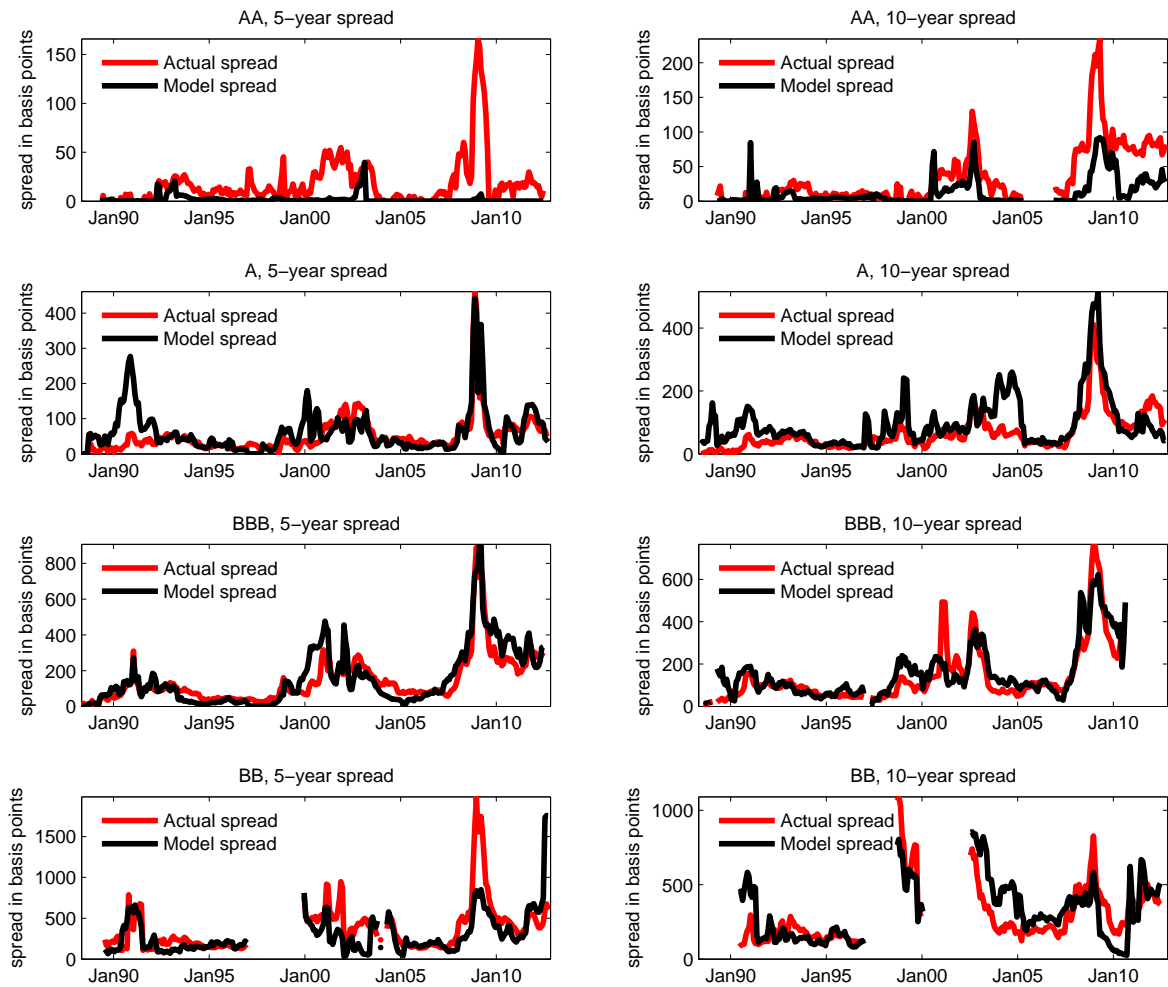 AA, 5−year spread
spread in basis points
150
100
50
0
Actual spread
Model spread
Jan90 Jan95 Jan00 Jan05 Jan10
AA, 10−year spread
spread in basis points
200
150
100
50
0
Actual spread
Model spread
Jan90 Jan95 Jan00 Jan05 Jan10
A, 5−year spread
spread in basis points
400
300
200
100
0
Actual spread
Model spread
Jan90 Jan95 Jan00 Jan05 Jan10
A, 10−year spread
spread in basis points
400
200
0
Actual spread
Model spread
Jan90 Jan95 Jan00 Jan05 Jan10
BBB, 5−year spread
spread in basis points
800
600
400
200
0
Actual spread
Model spread
Jan90 Jan95 Jan00 Jan05 Jan10
BBB, 10−year spread
spread in basis points
600
400
200
0
Actual spread
Model spread
Jan90 Jan95 Jan00 Jan05 Jan10
BB, 5−year spread
spread in basis points
1500
1000
500
0
Actual spread
Model spread
Jan90 Jan95 Jan00 Jan05 Jan10
BB, 10−year spread
spread in basis points
1000
500
0
Actual spread
Model spread
Jan90 Jan95 Jan00 Jan05 Jan10